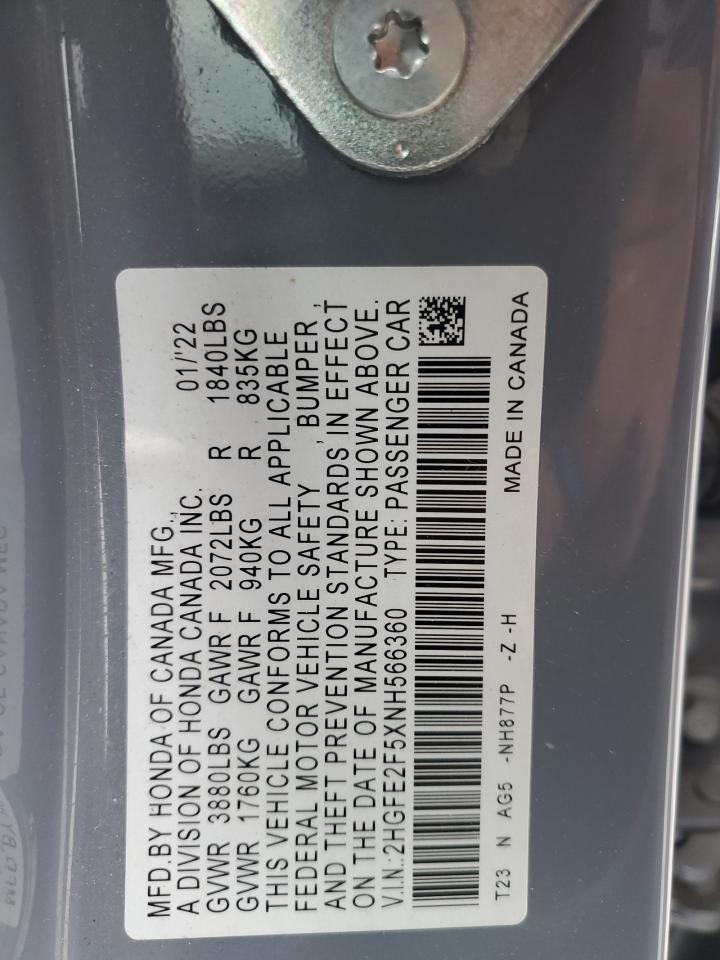 MFD.BY HONDA OF CANADA MFG.,
A DIVISION OF HONDA CANADA INC. 01/'22
GVWR 3880LBS GAWR F 2072LBS R 1840LBS
GVWR 1760KG GAWR F 940KG R 835KG
THIS VEHICLE CONFORMS TO ALL APPLICABLE
FEDERAL MOTOR VEHICLE SAFETY, BUMPER,
AND THEFT PREVENTION STANDARDS IN EFFECT
ON THE DATE OF MANUFACTURE SHOWN ABOVE.
V.I.N.:2HGFE2F5XNH566360 TYPE: PASSENGER CAR
T23 N AG5 -NH877P -Z -H MADE IN CANADA